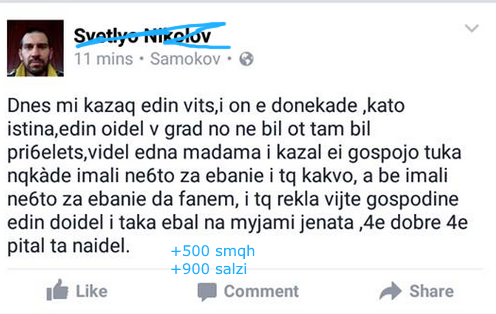 Svetlyo Nikolov
11 mins • Samokov •
Dnes mi kazaq edin vits,i on e donekade ,kato
istina,edin oidel v grad no ne bil ot tam bil
pri6elets,videl edna madama i kazal ei gospojo tuka
nqkàde imali ne6to za ebanie i tq kakvo, a be imali
ne6to za ebanie da fanem, i tq rekla vijte gospodine
edin doidel i taka ebal na myjami jenata ,4e dobre 4e
pital ta naidel.
+500 smqh
+900 salzi
Like Comment Share